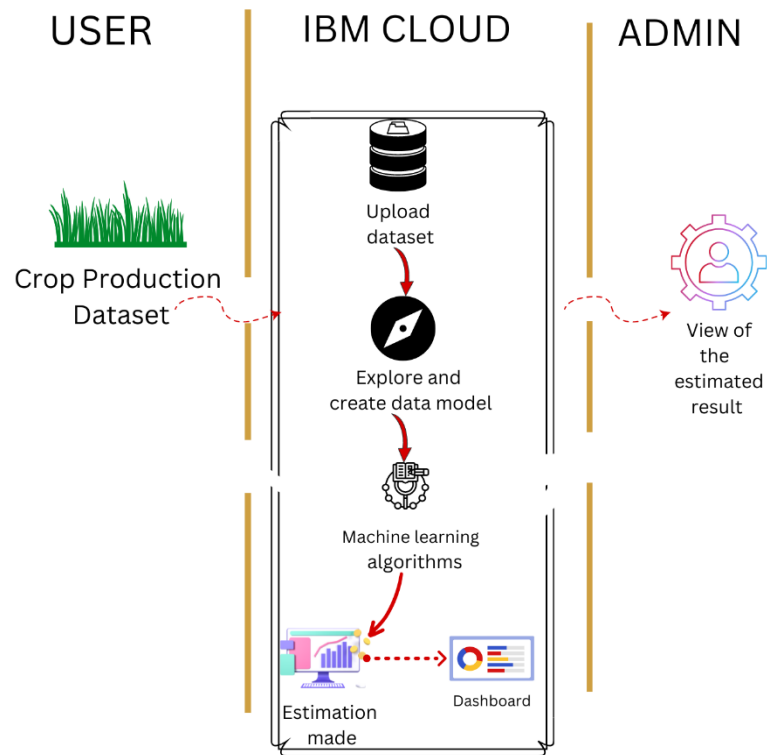 USER
IBM CLOUD
ADMIN
Upload
dataset
Crop Production
Dataset
Explore and
create data model
View of
the
estimated
result
Machine learning
algorithms
Estimation
made
Dashboard